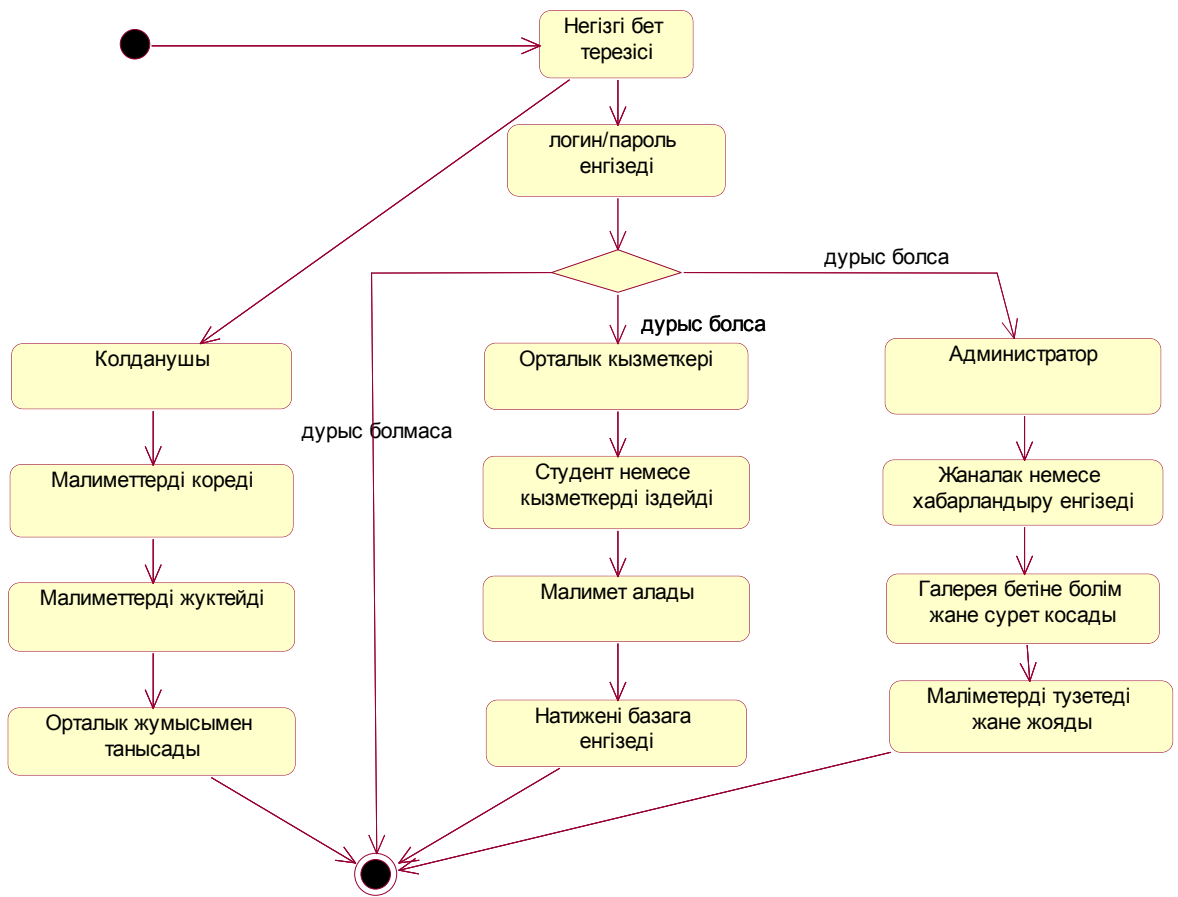 Негізгі бет
терезісі
логин/пароль
енгізеді
дурыс болса
дурыс болса
дурыс болмаса
Колданушы
Малиметтерді кореді
Малиметтерді жуктейді
Орталык жумысымен
танысады
Орталык кызметкері
Студент немесе
кызметкерді іздейді
Малимет алады
Натижені базага
енгізеді
Администратор
Жаналак немесе
хабарландыру енгізеді
Галерея бетіне болім
жане сурет косады
Маліметерді тузетеді
жане жояды